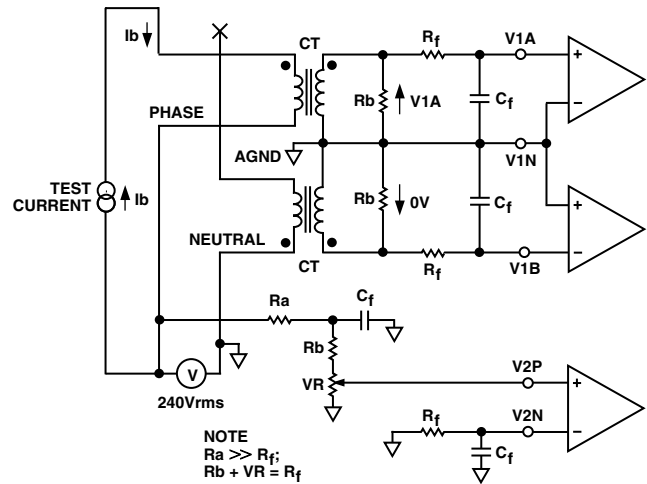 Ib
CT
Rf
V1A
Rb
V1A
Cf
PHASE
AGND
V1N
TEST
CURRENT
Ib
Rb
0V
Cf
NEUTRAL
CT
Rf
V1B
Ra
Cf
Rb
VR
V2P
V
240Vrms
Rf
V2N
Cf
NOTE
Ra >> Rf;
Rb + VR = Rf
+
−
+
−
+
−